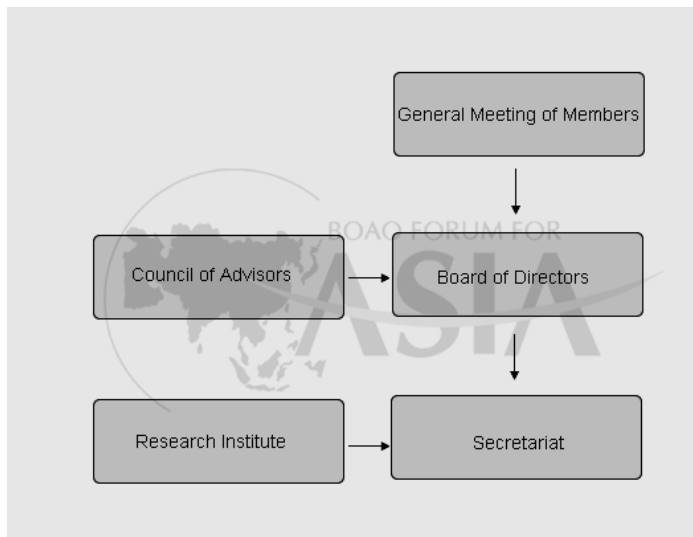 General Meeting of Members
BOAO FORUM FOR
ASIA
Council of Advisors
Board of Directors
Research Institute
Secretariat